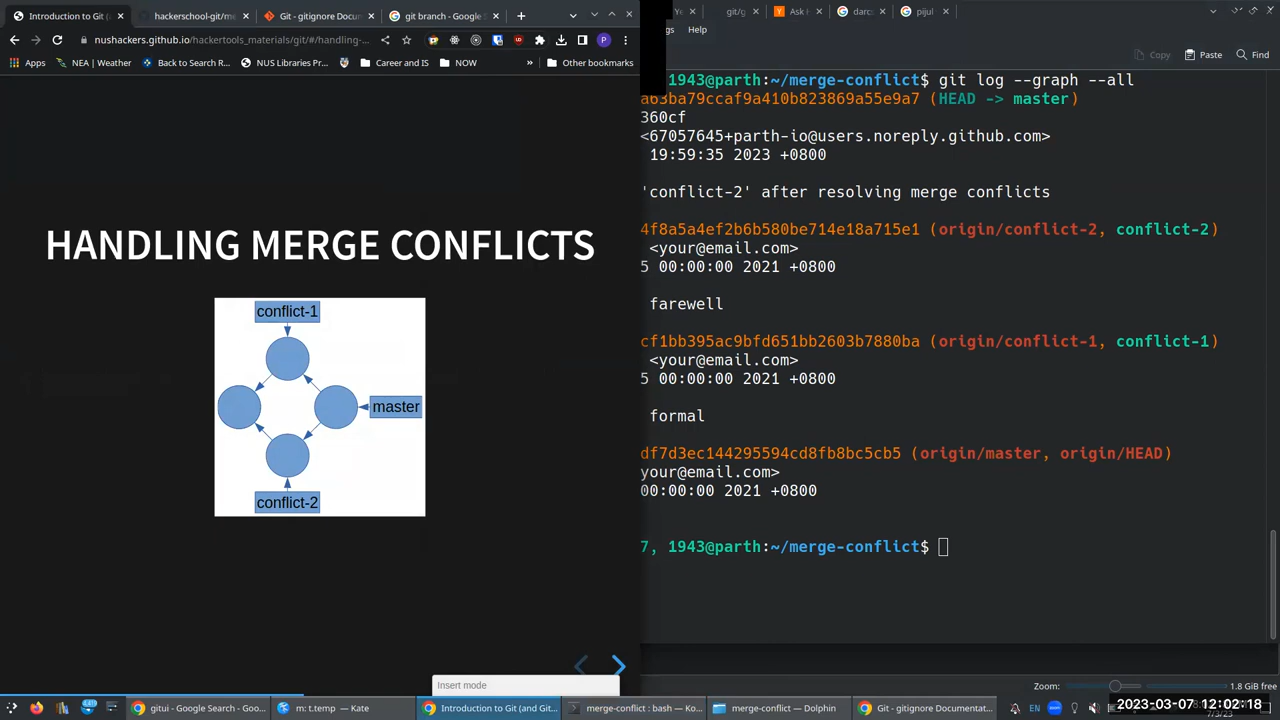 Introduction to Git (and
hackerschool-git/me
Git - gitignore Docum
git branch - Google S
nushackers.github.io/hackertools_materials/git/#/handling-...
Apps
NEA | Weather
Back to Search R...
NUS Libraries Pr...
Career and IS
NOW
»
Other bookmarks
HANDLING MERGE CONFLICTS
conflict-1
master
conflict-2
Insert mode
git/g
Ask H
darcs
pijul
Help
Copy
Paste
Find
1943@parth:~/merge-conflict$ git log --graph --all
a63ba79ccaf9a410b823869a55e9a7 (HEAD -> master)
360cf
<67057645+parth-io@users.noreply.github.com>
19:59:35 2023 +0800
'conflict-2' after resolving merge conflicts
4f8a5a4ef2b6b580be714e18a715e1 (origin/conflict-2, conflict-2)
<your@email.com>
5 00:00:00 2021 +0800
farewell
cf1bb395ac9bfd651bb2603b7880ba (origin/conflict-1, conflict-1)
<your@email.com>
5 00:00:00 2021 +0800
formal
df7d3ec144295594cd8fb8bc5cb5 (origin/master, origin/HEAD)
your@email.com>
00:00:00 2021 +0800
7, 1943@parth:~/merge-conflict$
Zoom:
1.8 GiB free
gitui - Google Search - Goo...
m: t.temp — Kate
Introduction to Git (and Git...
merge-conflict : bash — Ko...
merge-conflict — Dolphin
Git - gitignore Documentat...
EN
2023-03-07 12:02:18
7/3/23